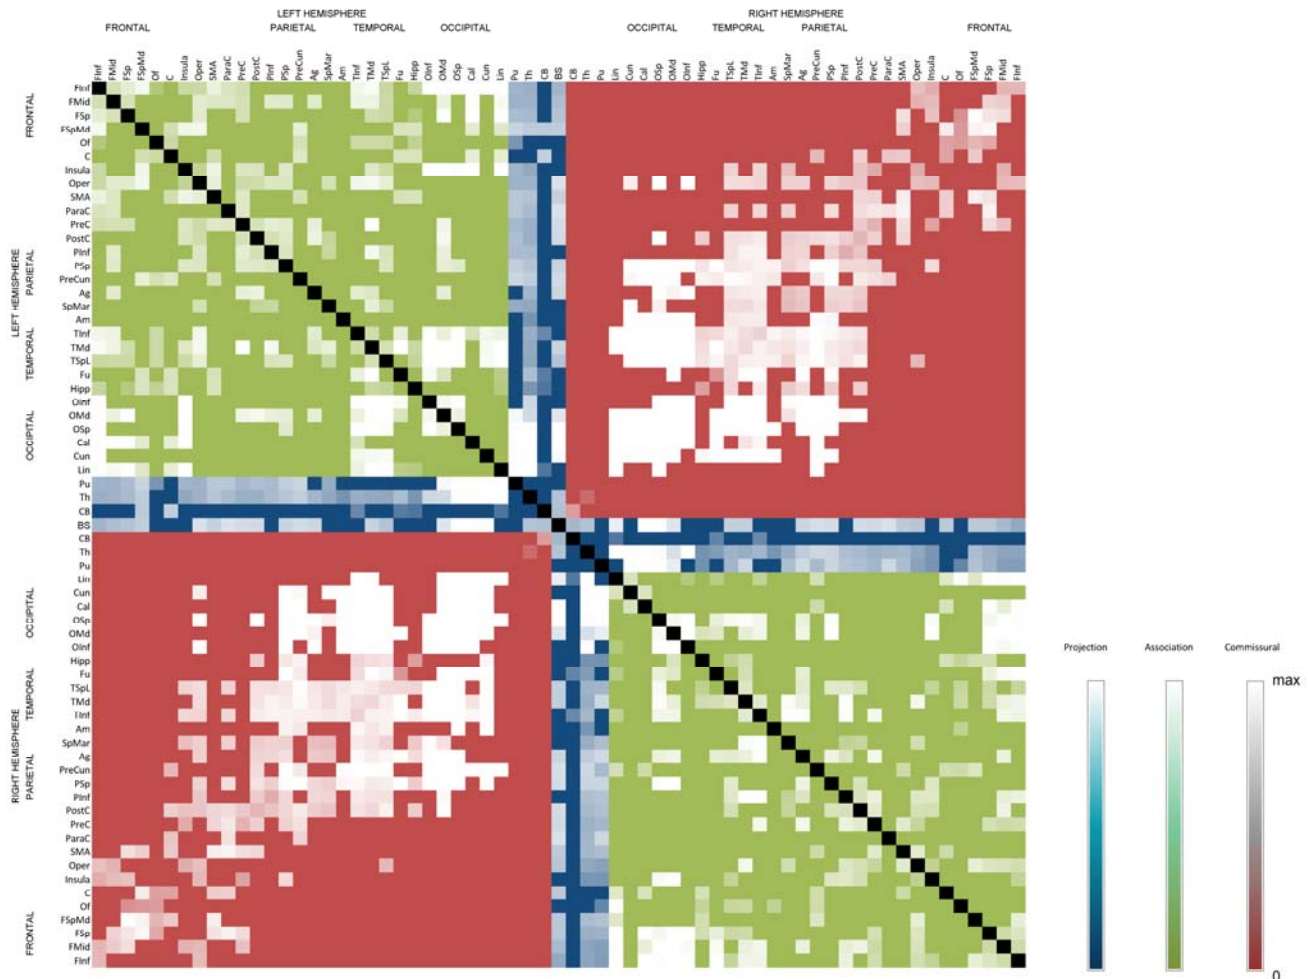 LEFT HEMISPHERE
RIGHT HEMISPHERE
FRONTAL PARIETAL TEMPORAL OCCIPITAL
OCCIPITAL TEMPORAL PARIETAL FRONTAL
FInf FMid FSp FSpMd Of C Insula Oper SMA ParaC PreC PostC PInf PSp PreCun Ag SpMar Am TInf TMd TSpL Fu Hipp OInf OMd OSp Cal Cun Lin Pu Th CB BS CB Th Pu Lin Cun Cal OSp OMd OInf Hipp Fu TSpL TMd TInf Am SpMar Ag PreCun PSp PInf PostC PreC ParaC SMA Oper Insula C Of FSpMd FSp FMid FInf
LEFT HEMISPHERE
FRONTAL
PARIETAL
TEMPORAL
OCCIPITAL
FInf
FMid
FSp
FSpMd
Of
C
Insula
Oper
SMA
ParaC
PreC
PostC
PInf
PSp
PreCun
Ag
SpMar
Am
TInf
TMd
TSpL
Fu
Hipp
OInf
OMd
OSp
Cal
Cun
Lin
Pu
Th
CB
BS
CB
Th
Pu
RIGHT HEMISPHERE
OCCIPITAL
TEMPORAL
PARIETAL
FRONTAL
Lin
Cun
Cal
OSp
OMd
OInf
Hipp
Fu
TSpL
TMd
TInf
Am
SpMar
Ag
PreCun
PSp
PInf
PostC
PreC
ParaC
SMA
Oper
Insula
C
Of
FSpMd
FSp
FMid
FInf
Projection Association Commissural
max
0